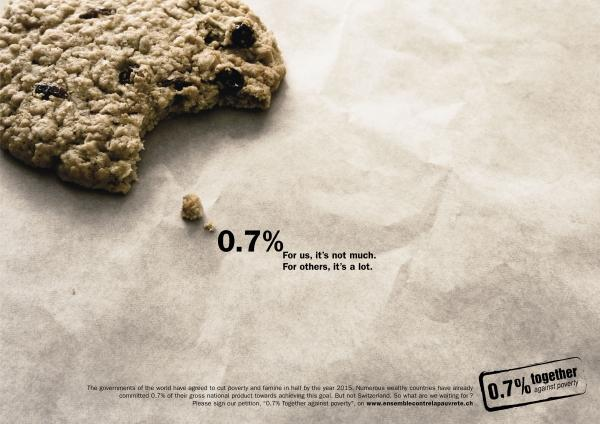 0.7%
For us, it's not much.
For others, it's a lot.
The governments of the world have agreed to cut poverty and famine in half by the year 2015. Numerous wealthy countries have already
committed 0.7% of their gross national product towards achieving this goal. But not Switzerland. So what are we waiting for ?
Please sign our petition, "0.7% Together against poverty", on www.ensemblecontrelapauvrete.ch
0.7% together
against poverty